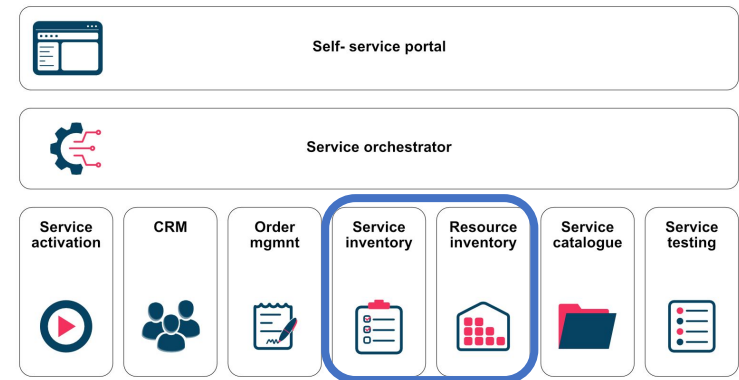 Self- service portal
Service orchestrator
Service
activation
CRM
Order
mgmnt
Service
inventory
Resource
inventory
Service
catalogue
Service
testing